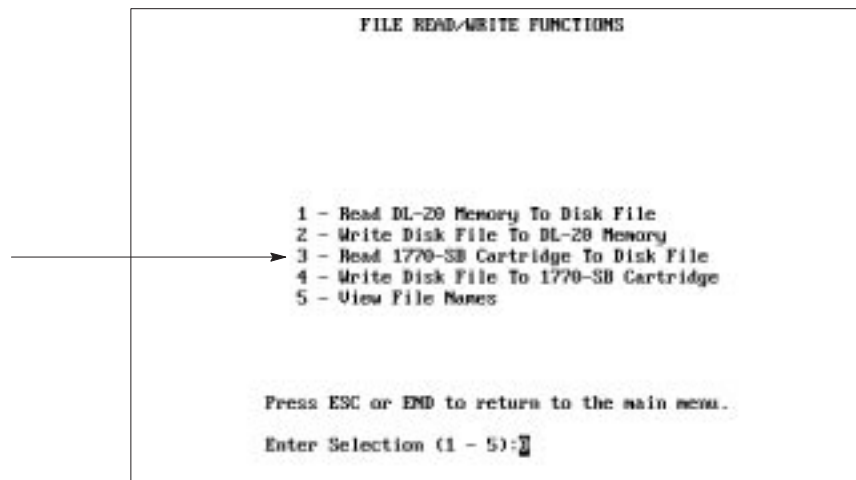 FILE READ/WRITE FUNCTIONS
1 - Read DL-20 Memory To Disk File
2 - Write Disk File To DL-20 Memory
3 - Read 1770-SB Cartridge To Disk File
4 - Write Disk File To 1770-SB Cartridge
5 - View File Names
Press ESC or END to return to the main menu.
Enter Selection (1 - 5):3